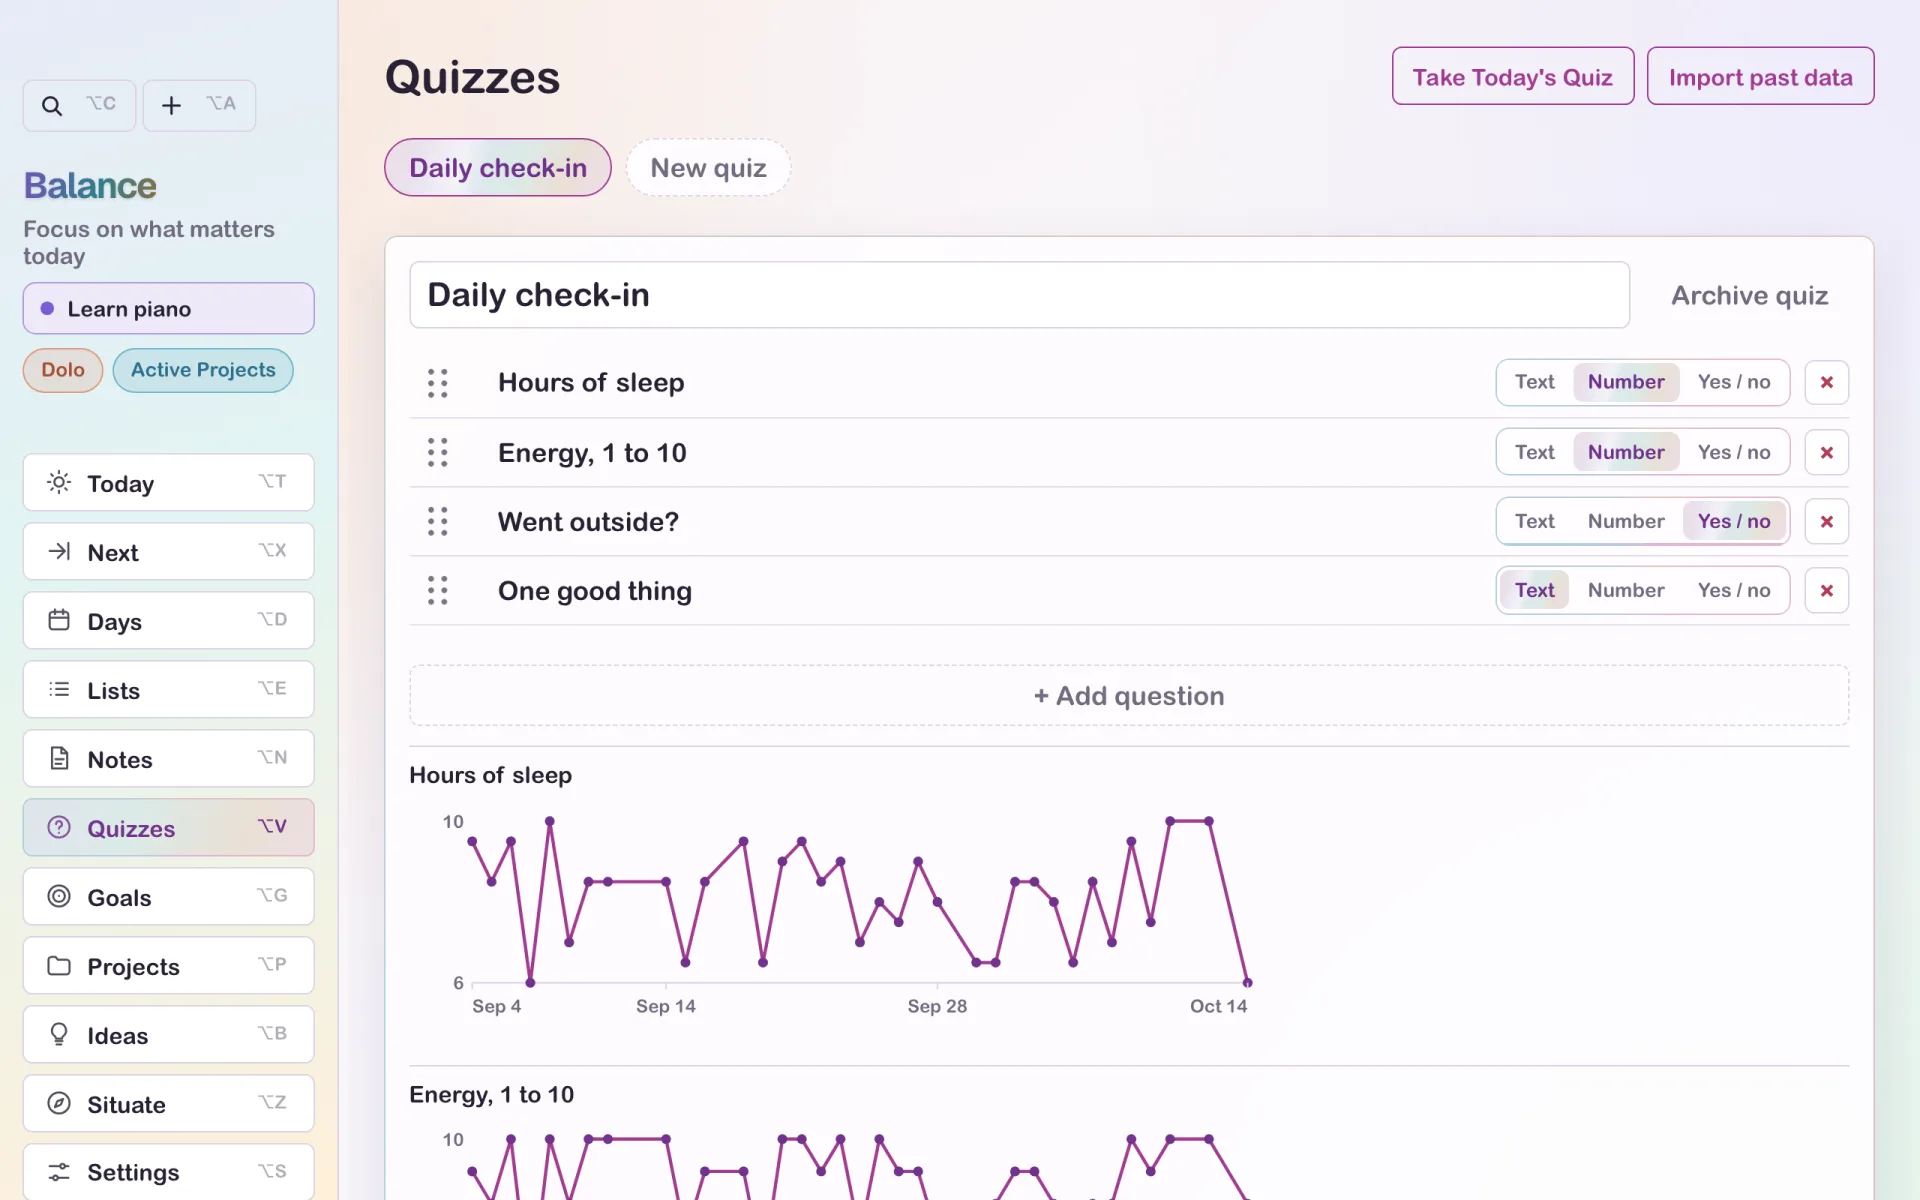 ⌥C
⌥A
Balance
Focus on what matters
today
Learn piano
Dolo
Active Projects
Today ⌥T
Next ⌥X
Days ⌥D
Lists ⌥E
Notes ⌥N
Quizzes ⌥V
Goals ⌥G
Projects ⌥P
Ideas ⌥B
Situate ⌥Z
Settings ⌥S
Quizzes
Take Today's Quiz
Import past data
Daily check-in
New quiz
Daily check-in
Archive quiz
Hours of sleep Text Number Yes / no
Energy, 1 to 10 Text Number Yes / no
Went outside? Text Number Yes / no
One good thing Text Number Yes / no
+ Add question
Hours of sleep
10
6
Sep 4 Sep 14 Sep 28 Oct 14
Energy, 1 to 10
10